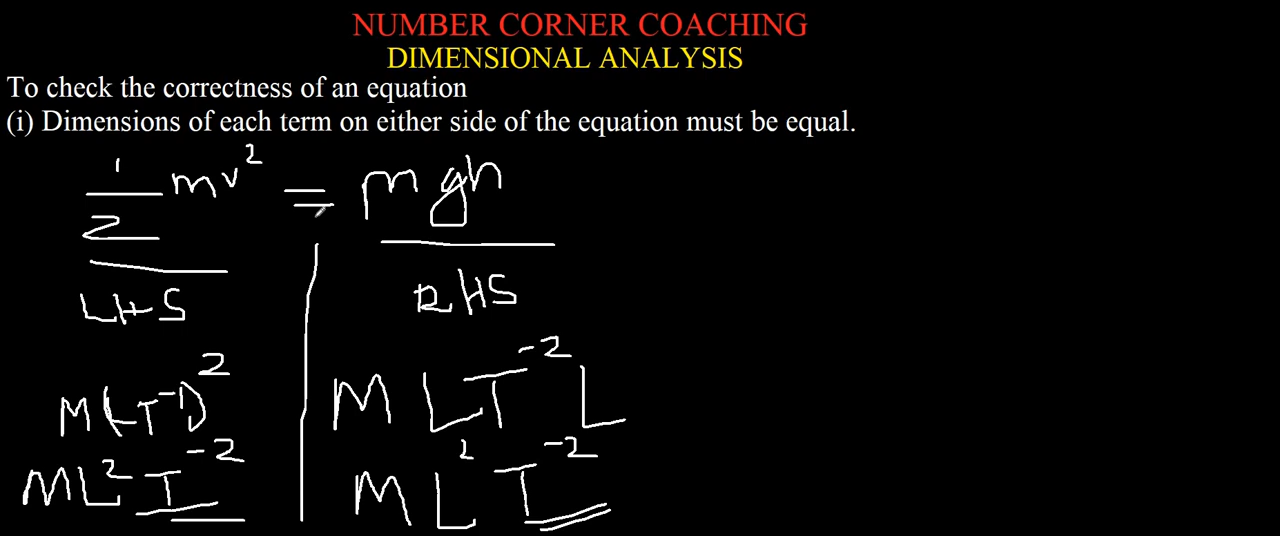 NUMBER CORNER COACHING
DIMENSIONAL ANALYSIS
To check the correctness of an equation
(i) Dimensions of each term on either side of the equation must be equal.
1/2 mv² = mgh
LHS
RHS
M(LT⁻¹)²
MLT⁻²L
ML²T⁻²
ML²T⁻²